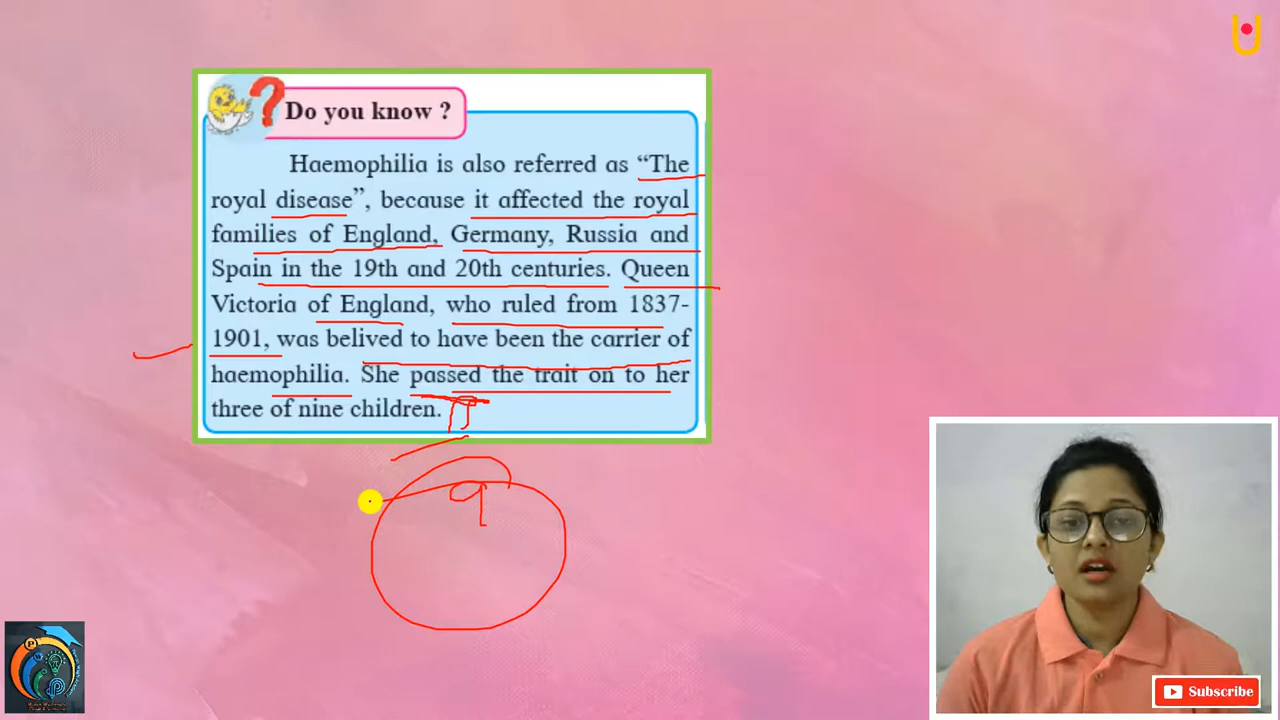 Do you know ?
Haemophilia is also referred as “The
royal disease”, because it affected the royal
families of England, Germany, Russia and
Spain in the 19th and 20th centuries. Queen
Victoria of England, who ruled from 1837-
1901, was belived to have been the carrier of
haemophilia. She passed the trait on to her
three of nine children.
9
Subscribe